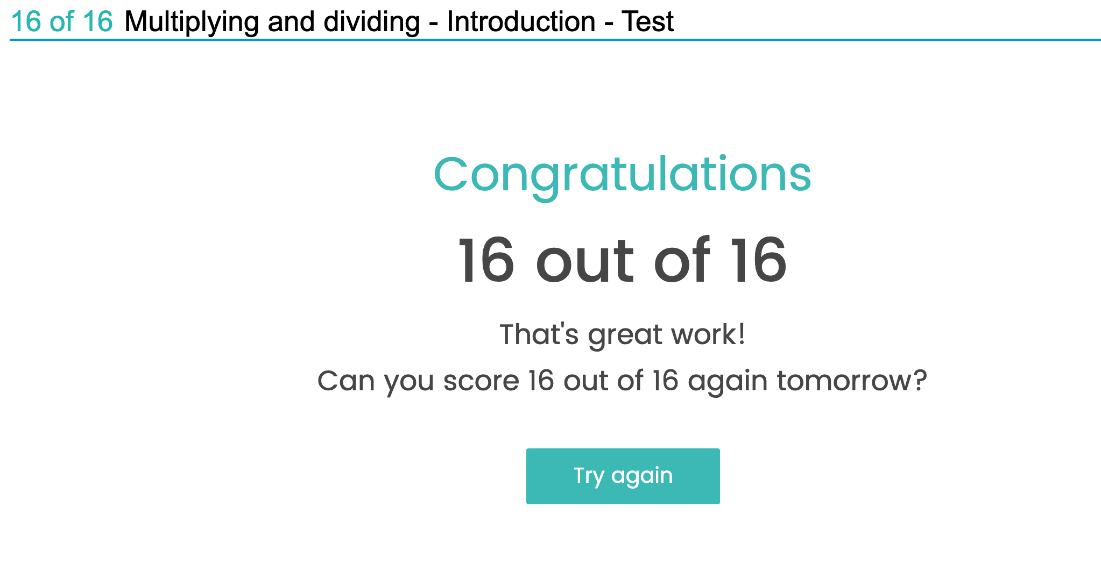 16 of 16 Multiplying and dividing - Introduction - Test
Congratulations
16 out of 16
That's great work!
Can you score 16 out of 16 again tomorrow?
Try again